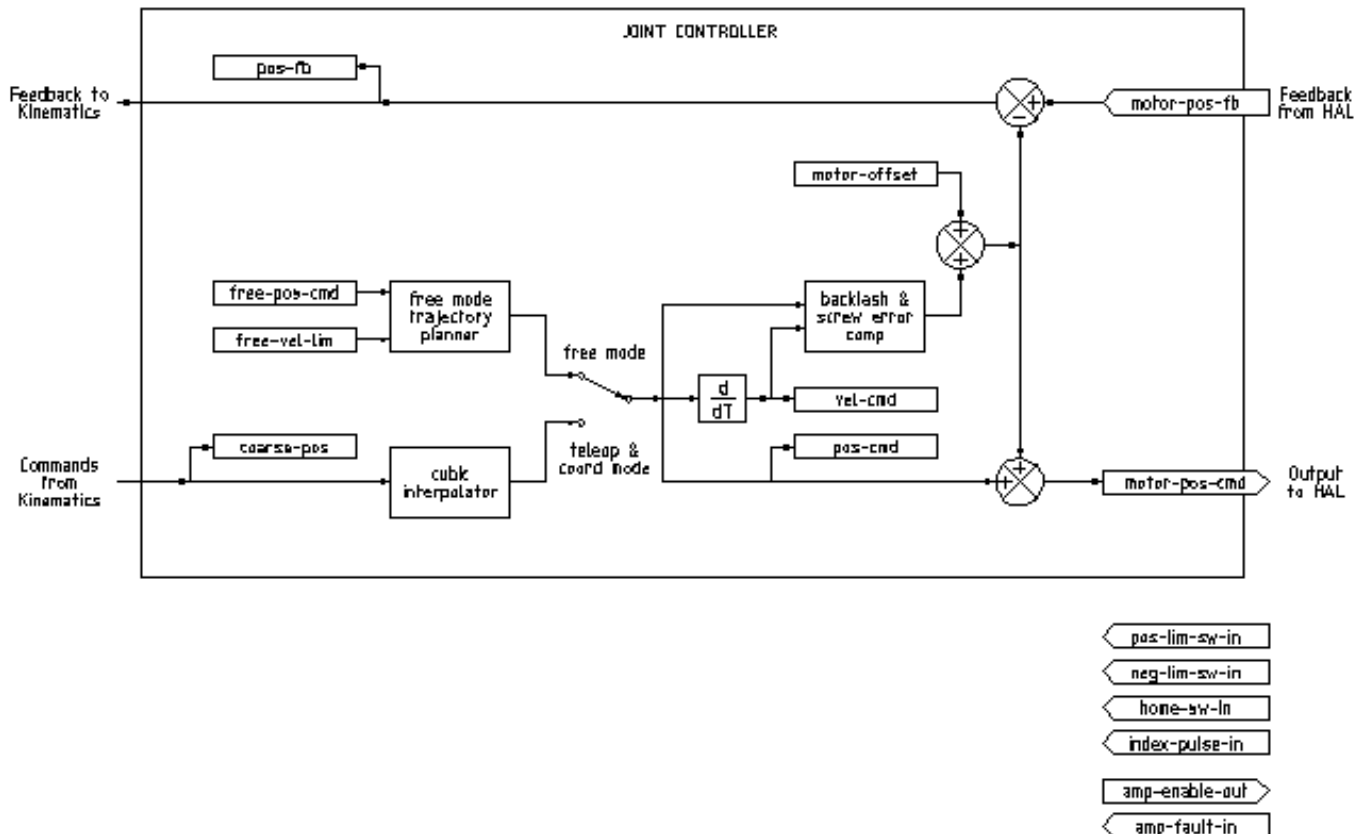 JOINT CONTROLLER
pos-fb
Feedback to
Kinematics
motor-pos-fb
Feedback
from HAL
motor-offset
free-pos-cmd
free-vel-lim
free mode
trajectory
planner
backlash &
screw error
comp
free mode
d
dT
vel-cmd
coarse-pos
teleop &
coord mode
pos-cmd
Commands
from
Kinematics
cubic
interpolator
motor-pos-cmd
Output
to HAL
pos-lim-sw-in
neg-lim-sw-in
home-sw-in
index-pulse-in
amp-enable-out
amp-fault-in